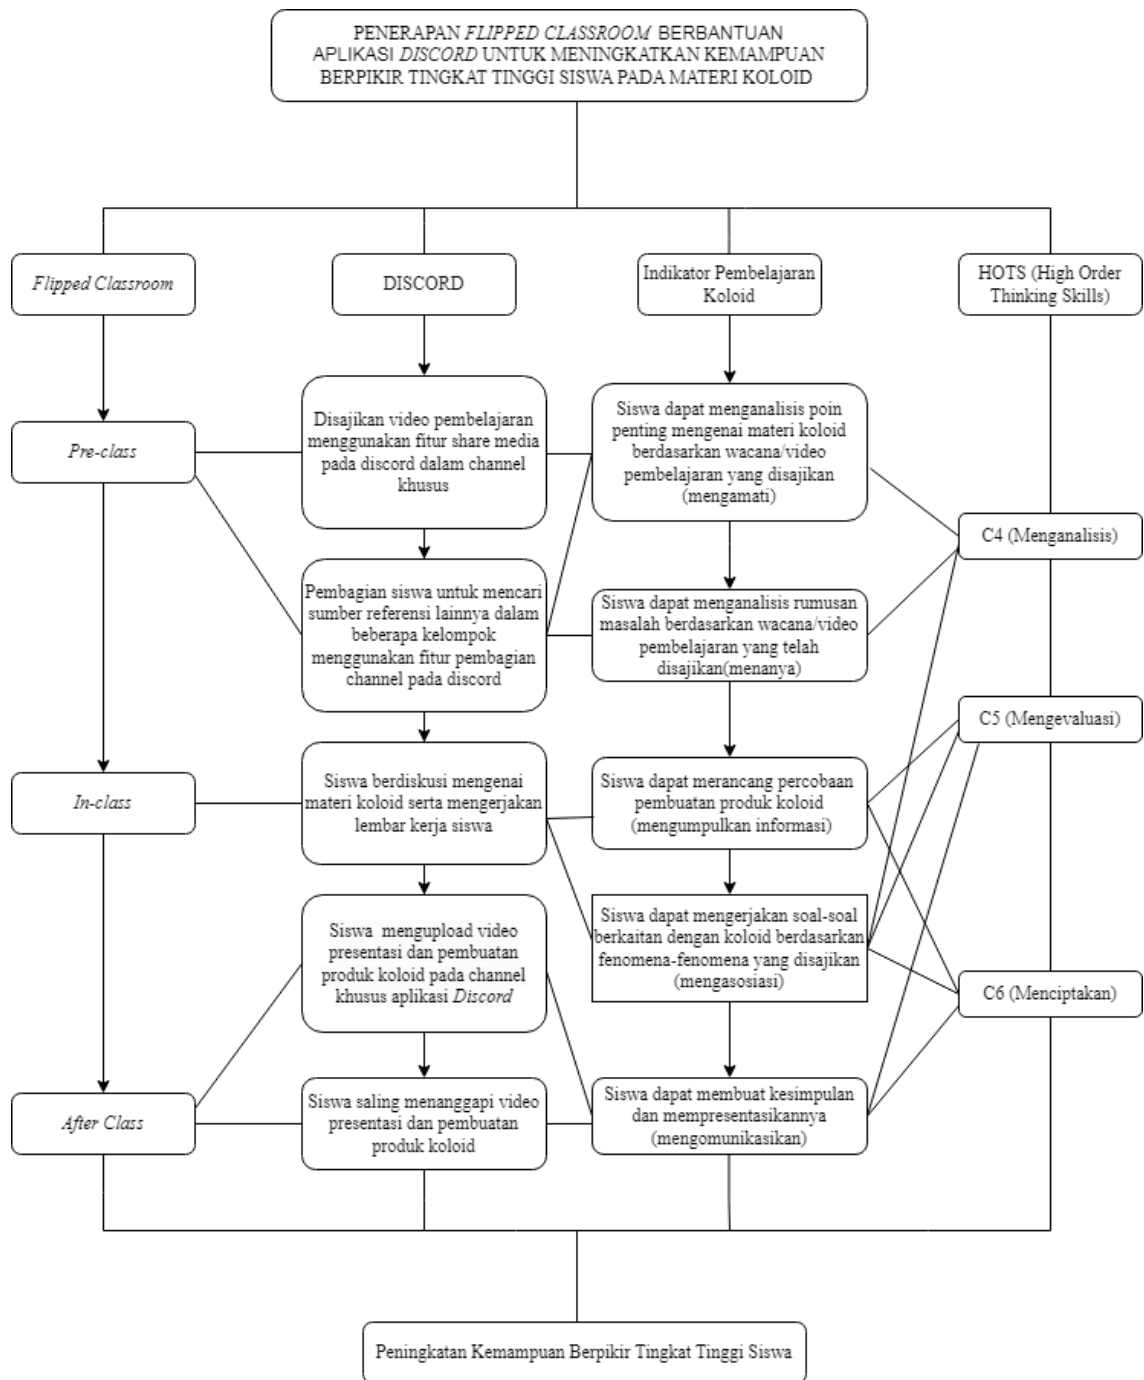 PENERAPAN FLIPPED CLASSROOM BERBANTUAN
APLIKASI DISCORD UNTUK MENINGKATKAN KEMAMPUAN
BERPIKIR TINGKAT TINGGI SISWA PADA MATERI KOLOID
Flipped Classroom
DISCORD
Indikator Pembelajaran
Koloid
HOTS (High Order
Thinking Skills)
Pre-class
Disajikan video pembelajaran
menggunakan fitur share media
pada discord dalam channel
khusus
Siswa dapat menganalisis poin
penting mengenai materi koloid
berdasarkan wacana/video
pembelajaran yang disajikan
(mengamati)
C4 (Menganalisis)
Pembagian siswa untuk mencari
sumber referensi lainnya dalam
beberapa kelompok
menggunakan fitur pembagian
channel pada discord
Siswa dapat menganalisis rumusan
masalah berdasarkan wacana/video
pembelajaran yang telah
disajikan(menanya)
C5 (Mengevaluasi)
In-class
Siswa berdiskusi mengenai
materi koloid serta mengerjakan
lembar kerja siswa
Siswa dapat merancang percobaan
pembuatan produk koloid
(mengumpulkan informasi)
Siswa mengupload video
presentasi dan pembuatan
produk koloid pada channel
khusus aplikasi Discord
Siswa dapat mengerjakan soal-soal
berkaitan dengan koloid berdasarkan
fenomena-fenomena yang disajikan
(mengasosiasi)
C6 (Menciptakan)
After Class
Siswa saling menanggapi video
presentasi dan pembuatan
produk koloid
Siswa dapat membuat kesimpulan
dan mempresentasikannya
(mengomunikasikan)
Peningkatan Kemampuan Berpikir Tingkat Tinggi Siswa